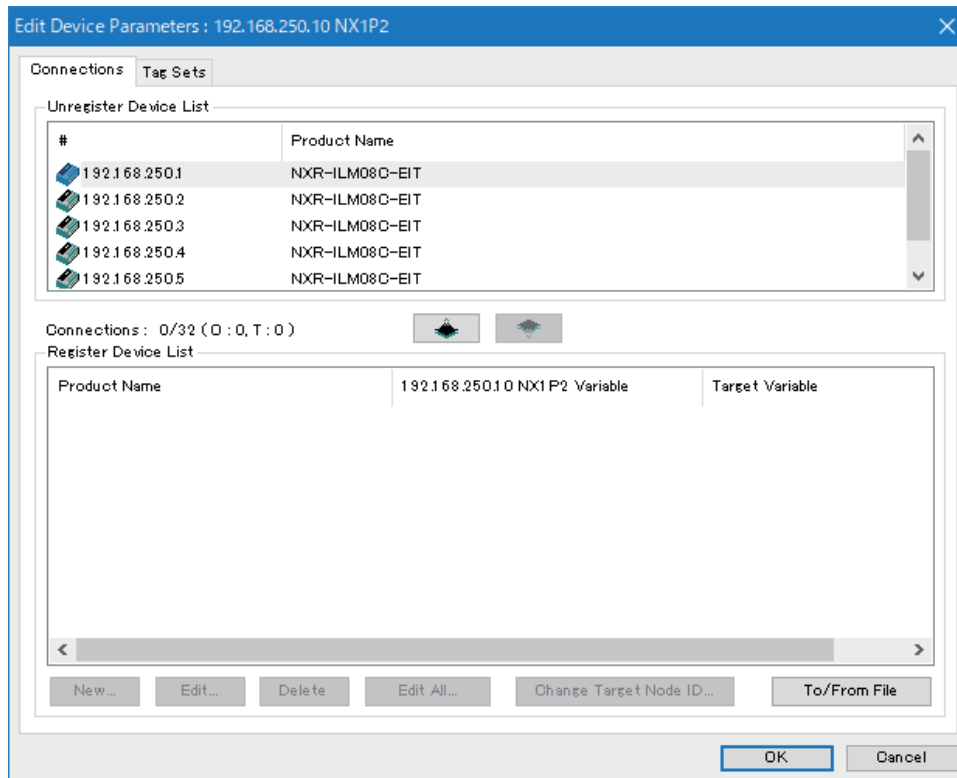 Edit Device Parameters : 192.168.250.10 NX1P2
Connections Tag Sets
Unregister Device List
# Product Name
192.168.250.1 NXR-ILM08C-EIT
192.168.250.2 NXR-ILM08C-EIT
192.168.250.3 NXR-ILM08C-EIT
192.168.250.4 NXR-ILM08C-EIT
192.168.250.5 NXR-ILM08C-EIT
Connections : 0/32 ( O : 0, T : 0 )
Register Device List
Product Name 192.168.250.10 NX1P2 Variable Target Variable
New... Edit... Delete Edit All... Change Target Node ID... To/From File
OK Cancel